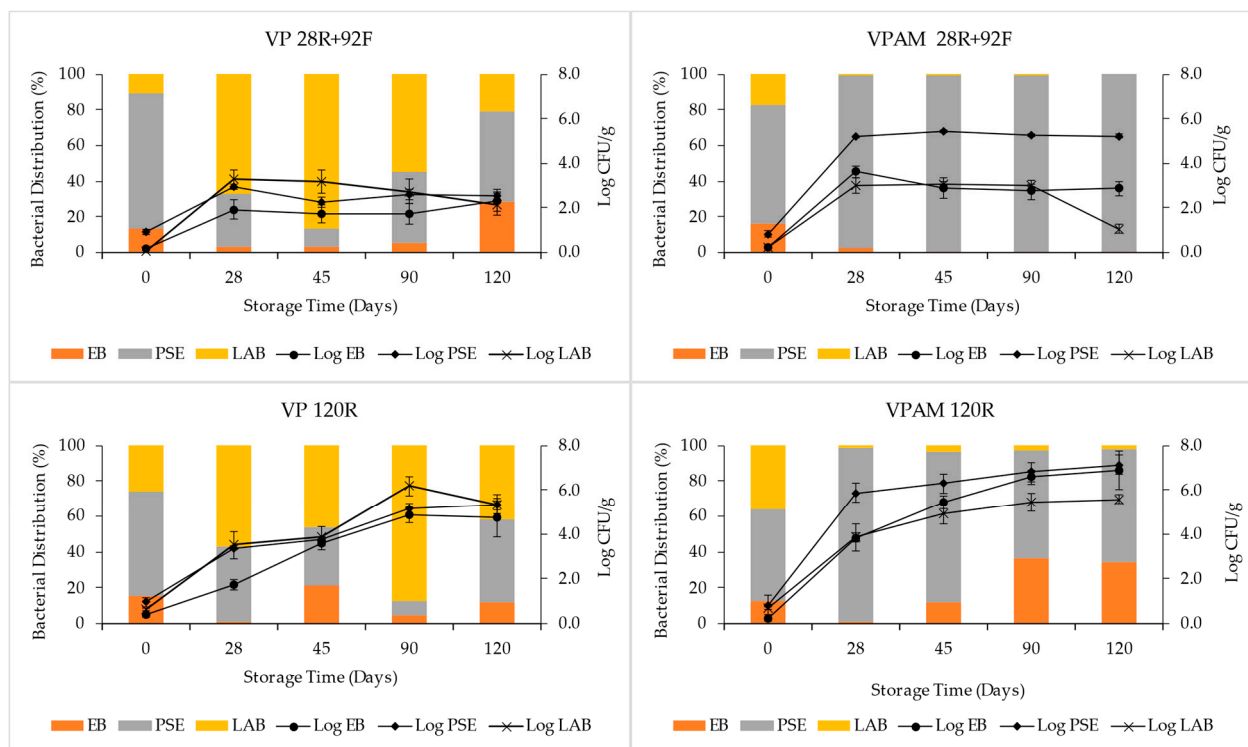 VP 28R+92F
100
80
60
40
20
0
8.0
6.0
4.0
2.0
0.0
Bacterial Distribution (%)
Log CFU/g
0 28 45 90 120
Storage Time (Days)
EB PSE LAB Log EB Log PSE Log LAB
VPAM 28R+92F
100
80
60
40
20
0
8.0
6.0
4.0
2.0
0.0
Bacterial Distribution (%)
Log CFU/g
0 28 45 90 120
Storage Time (Days)
EB PSE LAB Log EB Log PSE Log LAB
VP 120R
100
80
60
40
20
0
8.0
6.0
4.0
2.0
0.0
Bacterial Distribution (%)
Log CFU/g
0 28 45 90 120
Storage Time (Days)
EB PSE LAB Log EB Log PSE Log LAB
VPAM 120R
100
80
60
40
20
0
8.0
6.0
4.0
2.0
0.0
Bacterial Distribution (%)
Log CFU/g
0 28 45 90 120
Storage Time (Days)
EB PSE LAB Log EB Log PSE Log LAB